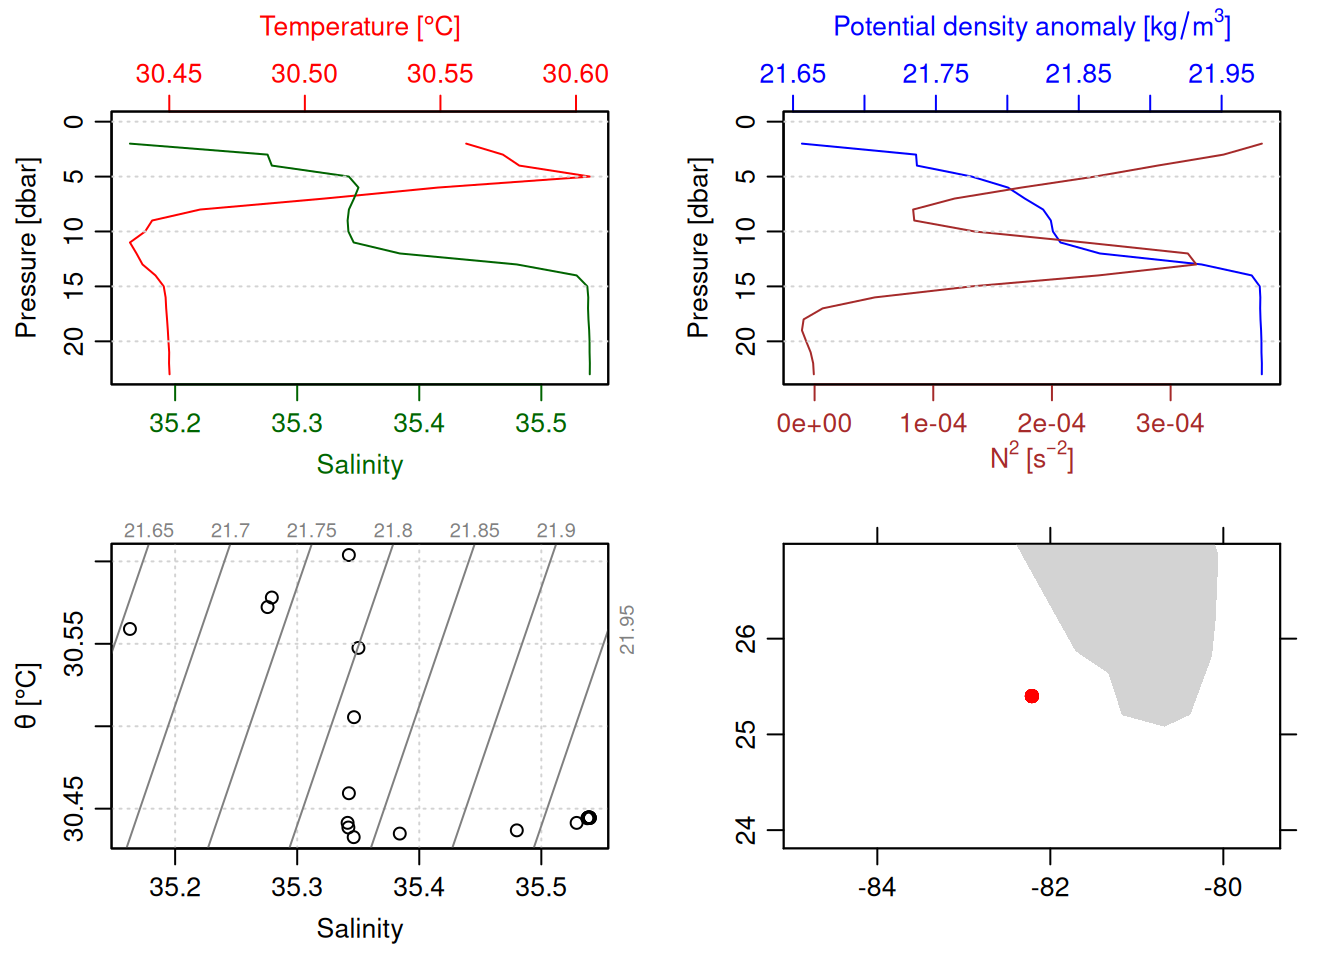 Temperature [°C]
30.45 30.50 30.55 30.60
Pressure [dbar]
0 5 10 15 20
35.2 35.3 35.4 35.5
Salinity
Potential density anomaly [kg/m³]
21.65 21.75 21.85 21.95
Pressure [dbar]
0 5 10 15 20
0e+00 1e-04 2e-04 3e-04
N² [s⁻²]
21.65 21.7 21.75 21.8 21.85 21.9
21.95
θ [°C]
30.55
30.45
35.2 35.3 35.4 35.5
Salinity
26
25
24
-84 -82 -80